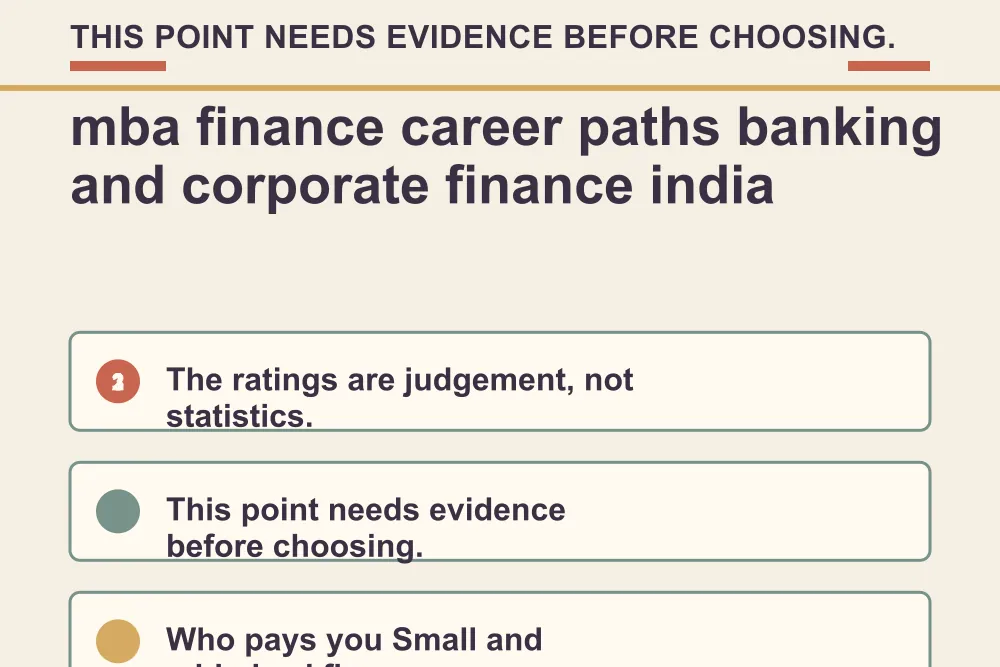 THIS POINT NEEDS EVIDENCE BEFORE CHOOSING.
mba finance career paths banking
and corporate finance india
The ratings are judgement, not
statistics.
This point needs evidence
before choosing.
Who pays you Small and